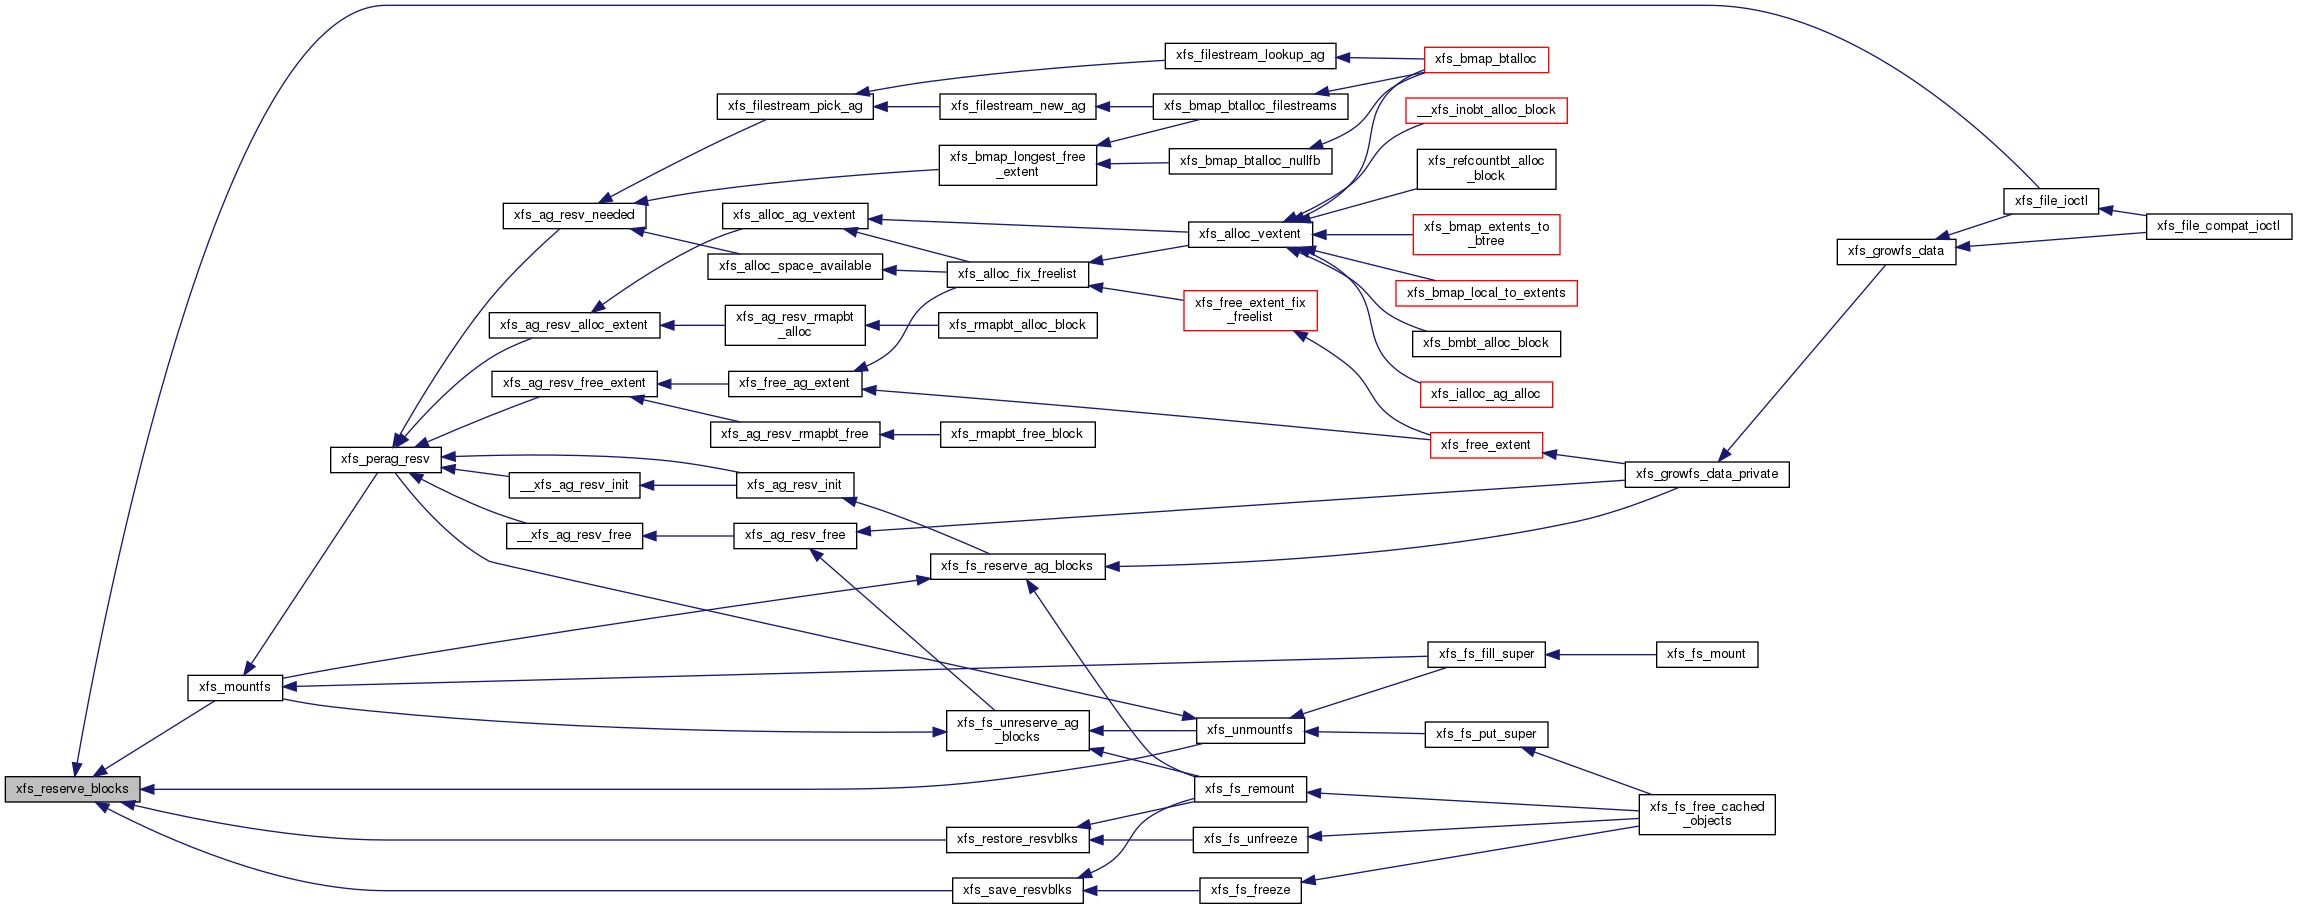 xfs_filestream_lookup_ag
xfs_bmap_btalloc
xfs_filestream_pick_ag
xfs_filestream_new_ag
xfs_bmap_btalloc_filestreams
__xfs_inobt_alloc_block
xfs_bmap_longest_free
_extent
xfs_bmap_btalloc_nullfb
xfs_refcountbt_alloc
_block
xfs_ag_resv_needed
xfs_alloc_ag_vextent
xfs_alloc_vextent
xfs_bmap_extents_to
_btree
xfs_file_ioctl
xfs_file_compat_ioctl
xfs_growfs_data
xfs_alloc_space_available
xfs_alloc_fix_freelist
xfs_bmap_local_to_extents
xfs_free_extent_fix
_freelist
xfs_ag_resv_alloc_extent
xfs_ag_resv_rmapbt
_alloc
xfs_rmapbt_alloc_block
xfs_bmbt_alloc_block
xfs_ag_resv_free_extent
xfs_free_ag_extent
xfs_ialloc_ag_alloc
xfs_ag_resv_rmapbt_free
xfs_rmapbt_free_block
xfs_free_extent
xfs_perag_resv
xfs_growfs_data_private
__xfs_ag_resv_init
xfs_ag_resv_init
__xfs_ag_resv_free
xfs_ag_resv_free
xfs_fs_reserve_ag_blocks
xfs_fs_fill_super
xfs_fs_mount
xfs_mountfs
xfs_fs_unreserve_ag
_blocks
xfs_unmountfs
xfs_fs_put_super
xfs_reserve_blocks
xfs_fs_remount
xfs_fs_free_cached
_objects
xfs_restore_resvblks
xfs_fs_unfreeze
xfs_save_resvblks
xfs_fs_freeze